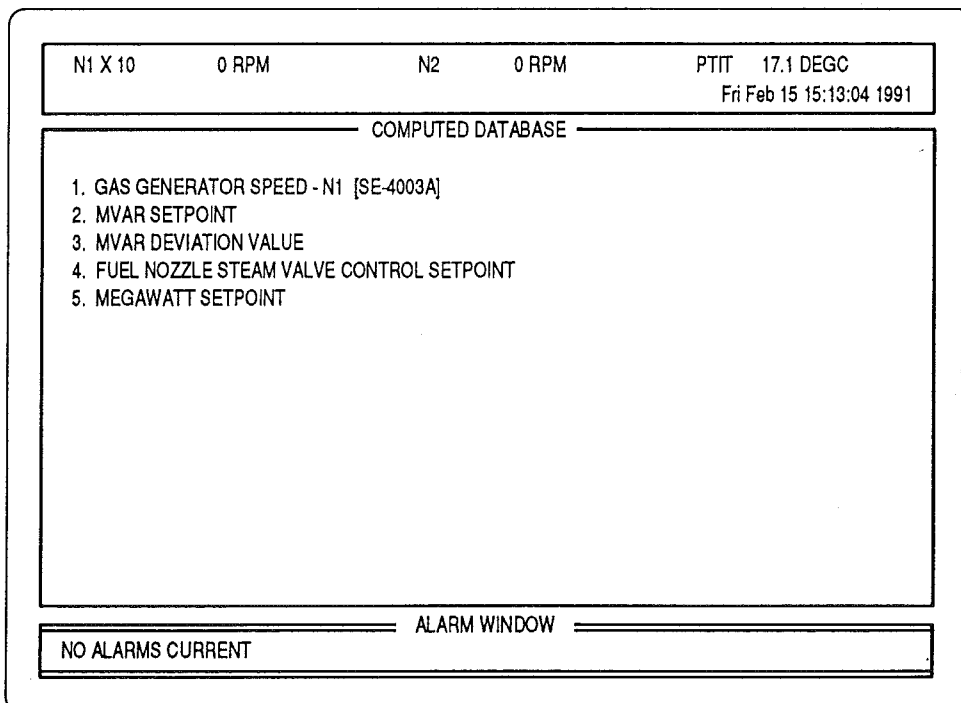 N1 X 10 0 RPM N2 0 RPM PTIT 17.1 DEGC
Fri Feb 15 15:13:04 1991
COMPUTED DATABASE
1. GAS GENERATOR SPEED - N1 [SE-4003A]
2. MVAR SETPOINT
3. MVAR DEVIATION VALUE
4. FUEL NOZZLE STEAM VALVE CONTROL SETPOINT
5. MEGAWATT SETPOINT
ALARM WINDOW
NO ALARMS CURRENT